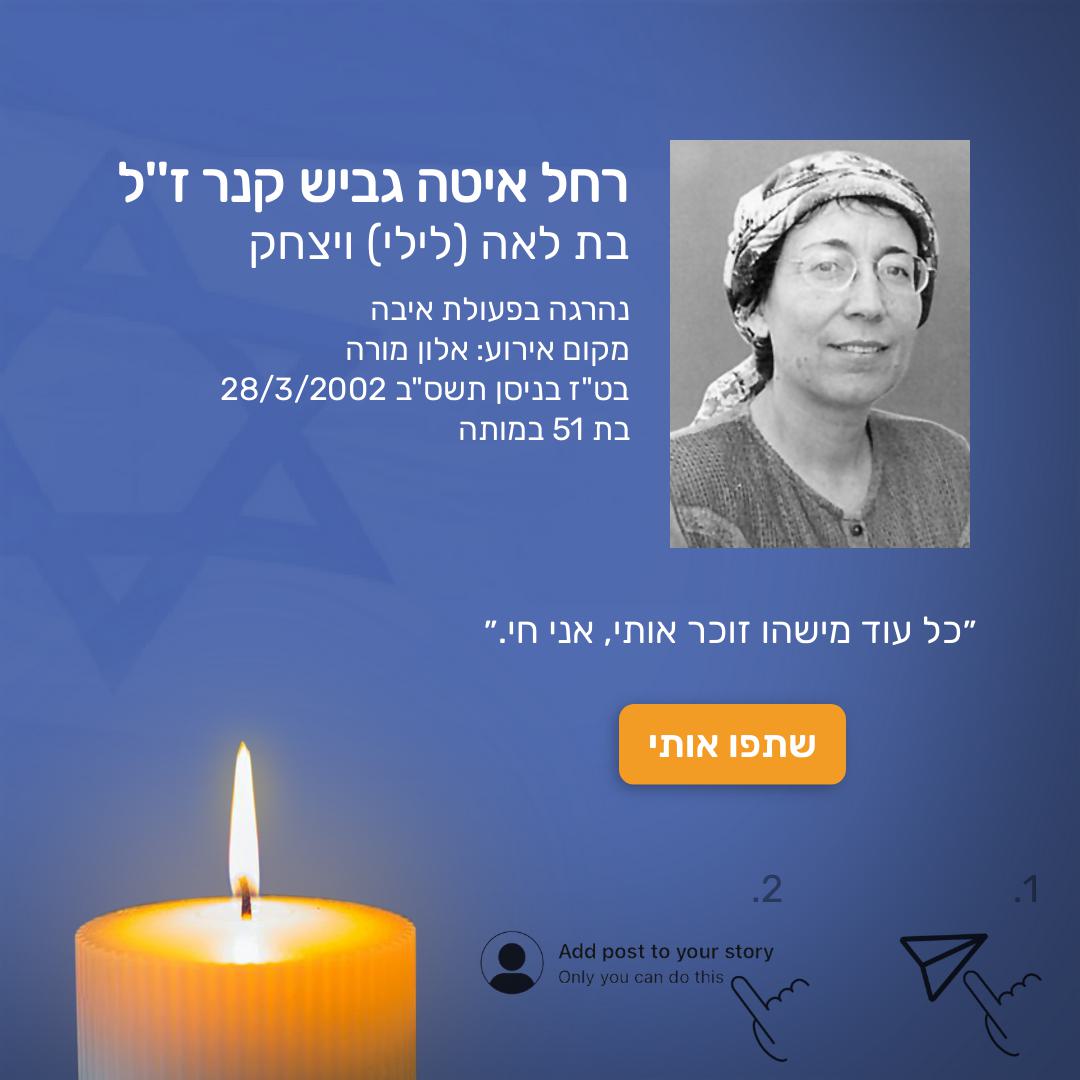 רחל איטה גביש קנר ז"ל
בת לאה (לילי) ויצחק
נהרגה בפעולת איבה
מקום אירוע: אלון מורה
בט"ז בניסן תשס"ב 28/3/2002
בת 51 במותה
״כל עוד מישהו זוכר אותי, אני חי.״
שתפו אותי
1.
2.
Add post to your story
Only you can do this